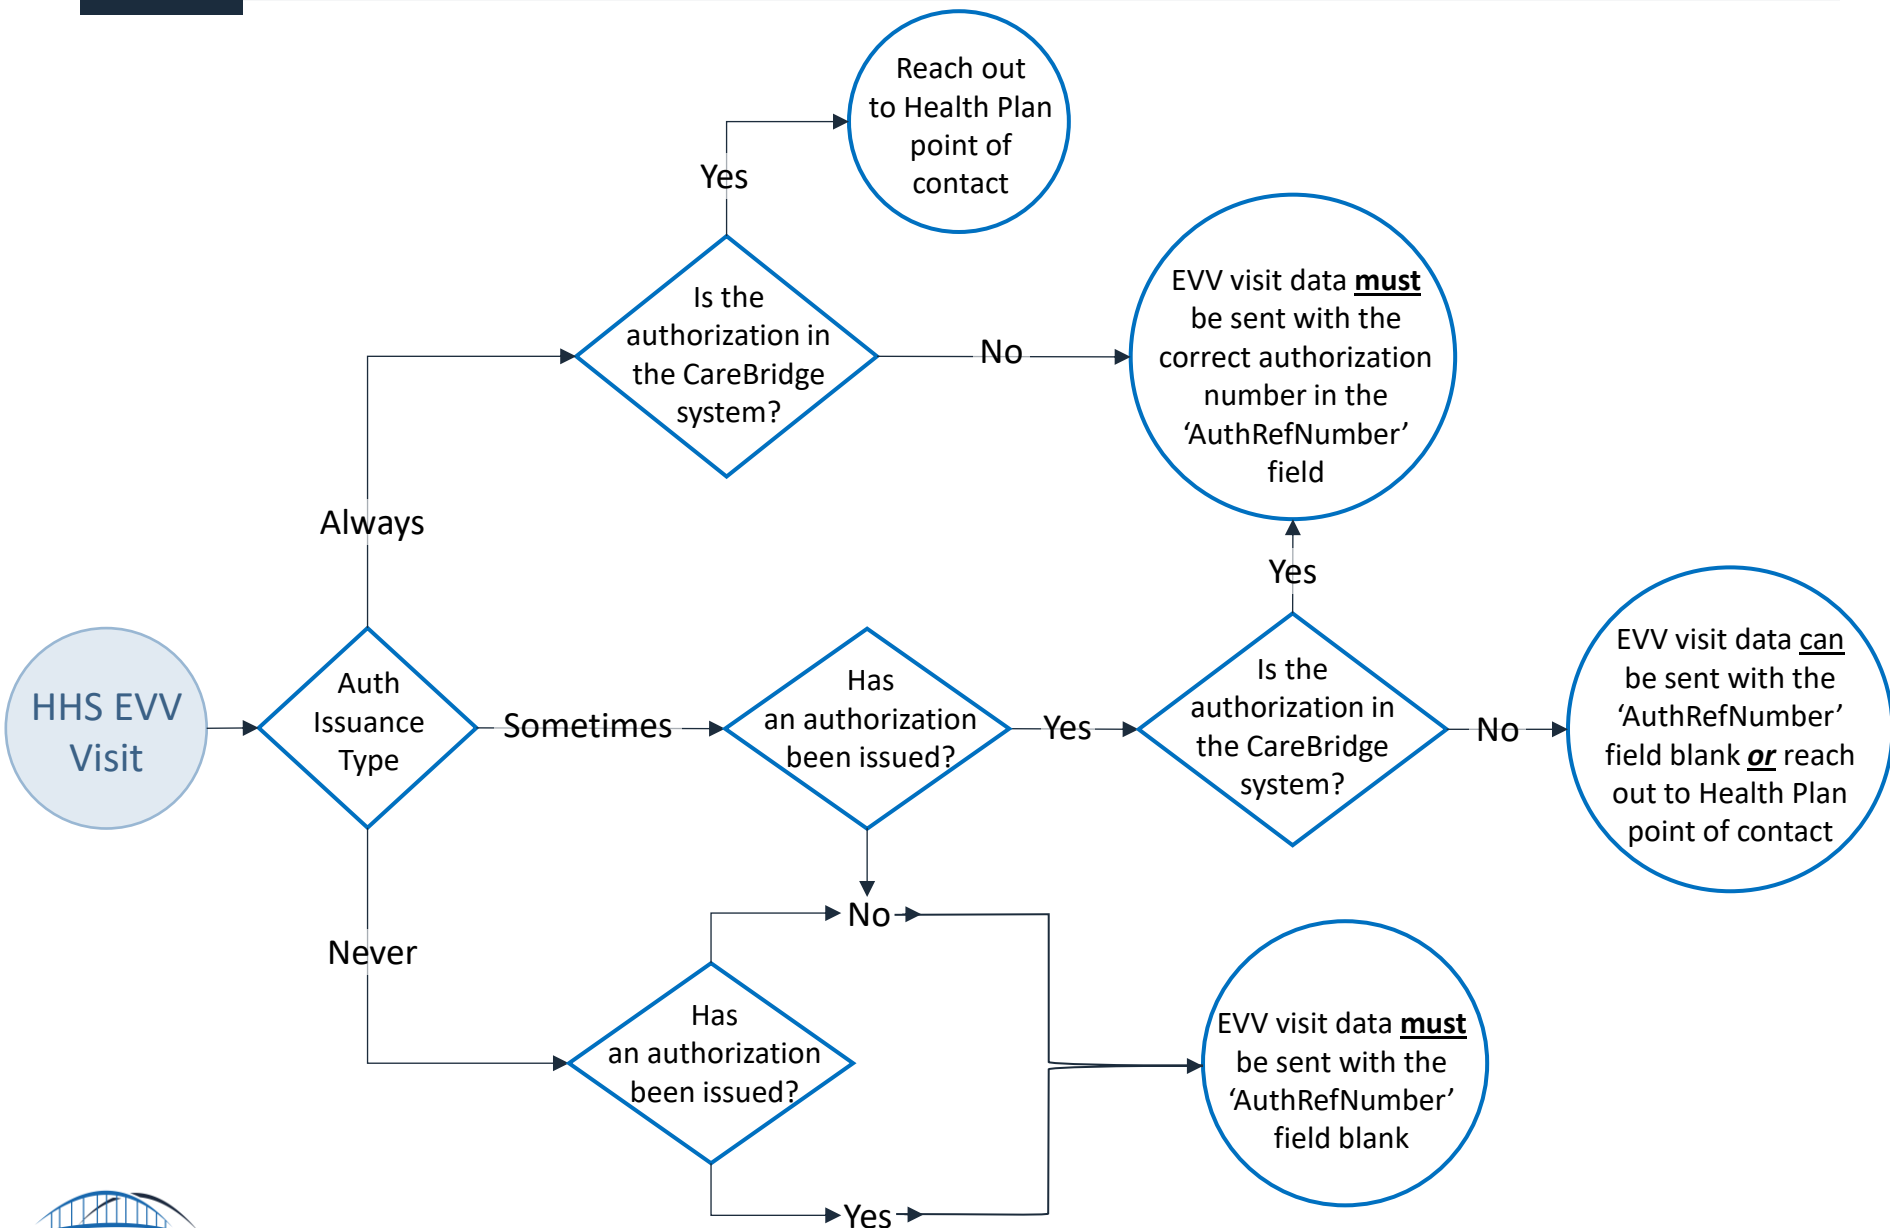 Reach out
to Health Plan
point of
contact
Yes
Is the
authorization in
the CareBridge
system?
No
EVV visit data must
be sent with the
correct authorization
number in the
‘AuthRefNumber’
field
Always
Yes
HHS EVV
Visit
Auth
Issuance
Type
Sometimes
Has
an authorization
been issued?
Yes
Is the
authorization in
the CareBridge
system?
No
EVV visit data can
be sent with the
‘AuthRefNumber’
field blank or reach
out to Health Plan
point of contact
No
Never
Has
an authorization
been issued?
Yes
EVV visit data must
be sent with the
‘AuthRefNumber’
field blank